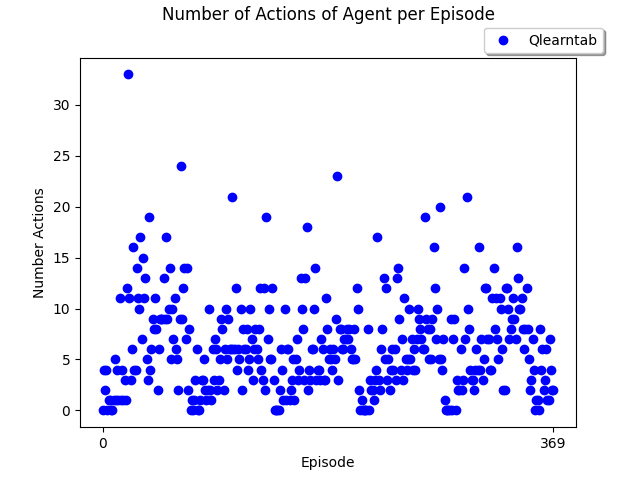 Number of Actions of Agent per Episode
Qlearntab
Number Actions
30
25
20
15
10
5
0
0
369
Episode